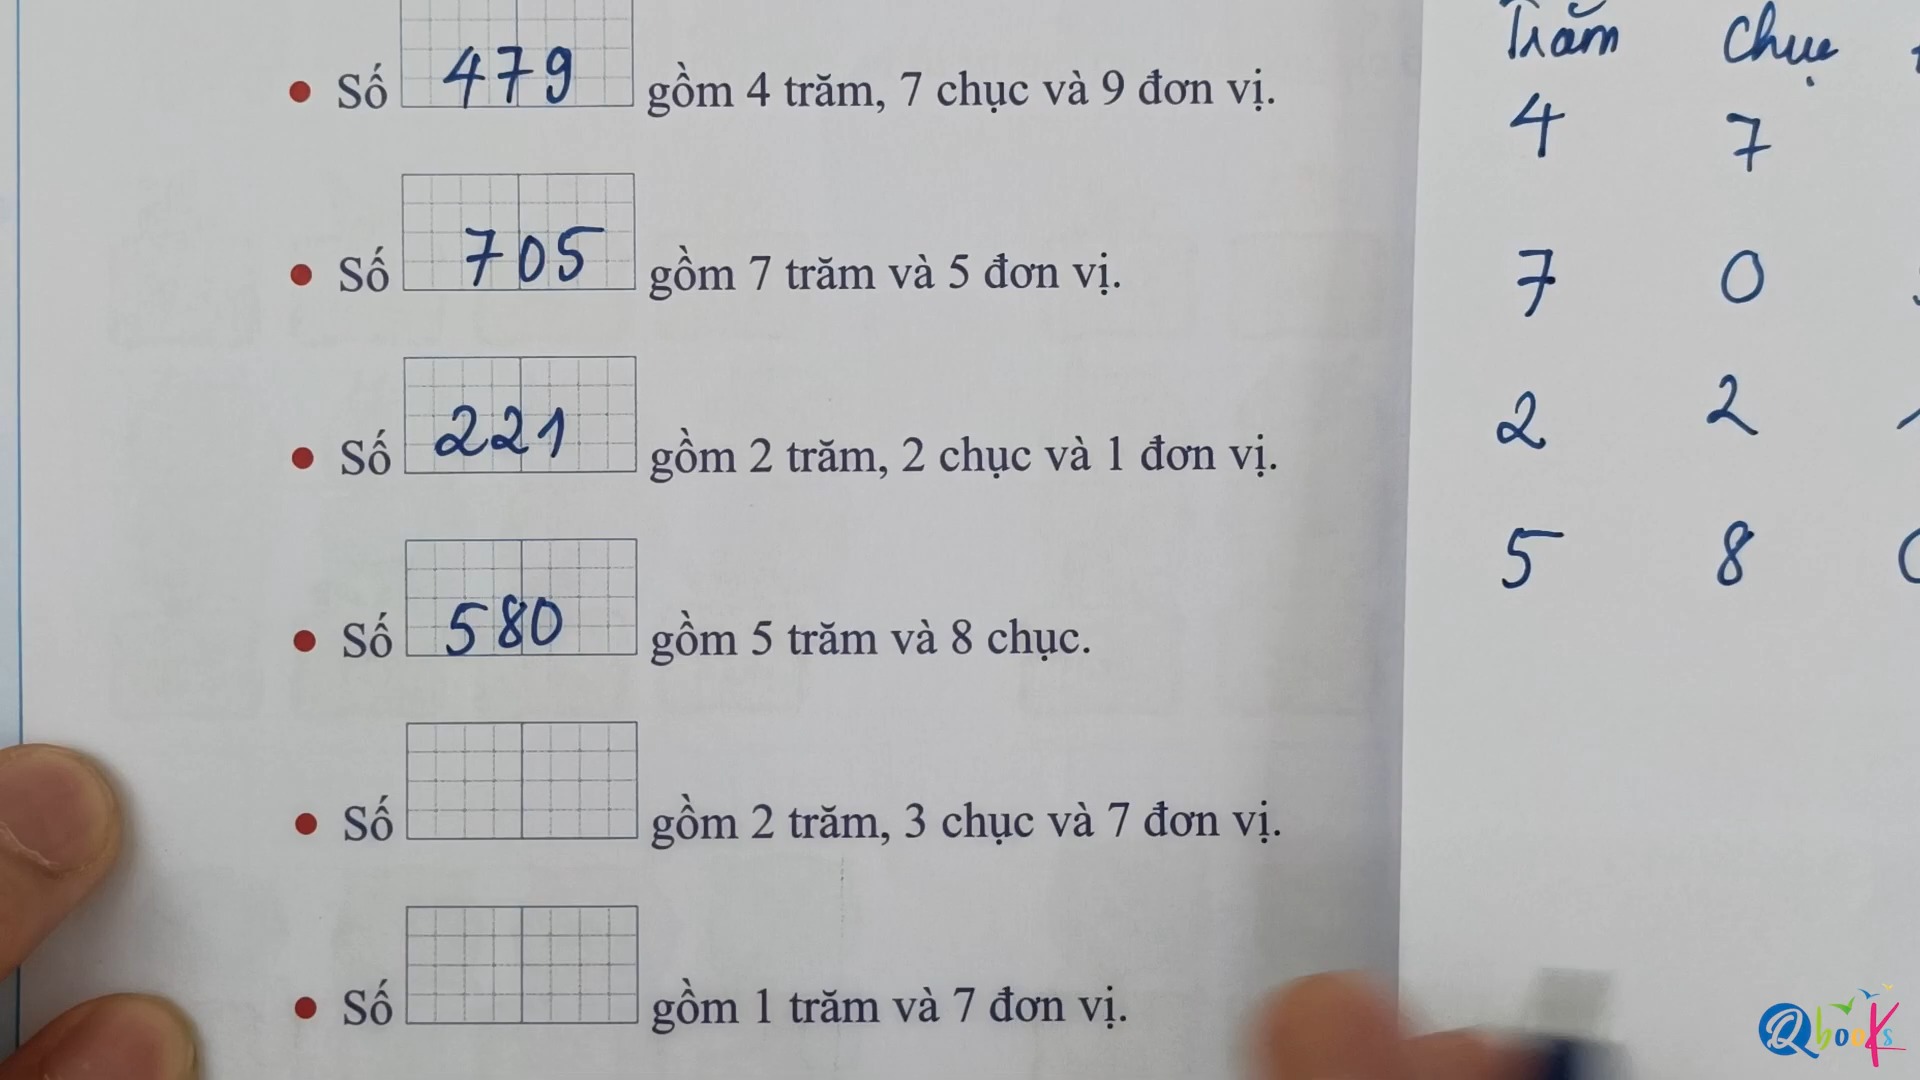 Trăm Chục
• Số 479 gồm 4 trăm, 7 chục và 9 đơn vị.
4 7
• Số 705 gồm 7 trăm và 5 đơn vị.
7 0
• Số 221 gồm 2 trăm, 2 chục và 1 đơn vị.
2 2
• Số 580 gồm 5 trăm và 8 chục.
5 8
• Số gồm 2 trăm, 3 chục và 7 đơn vị.
• Số gồm 1 trăm và 7 đơn vị.
Qbooks